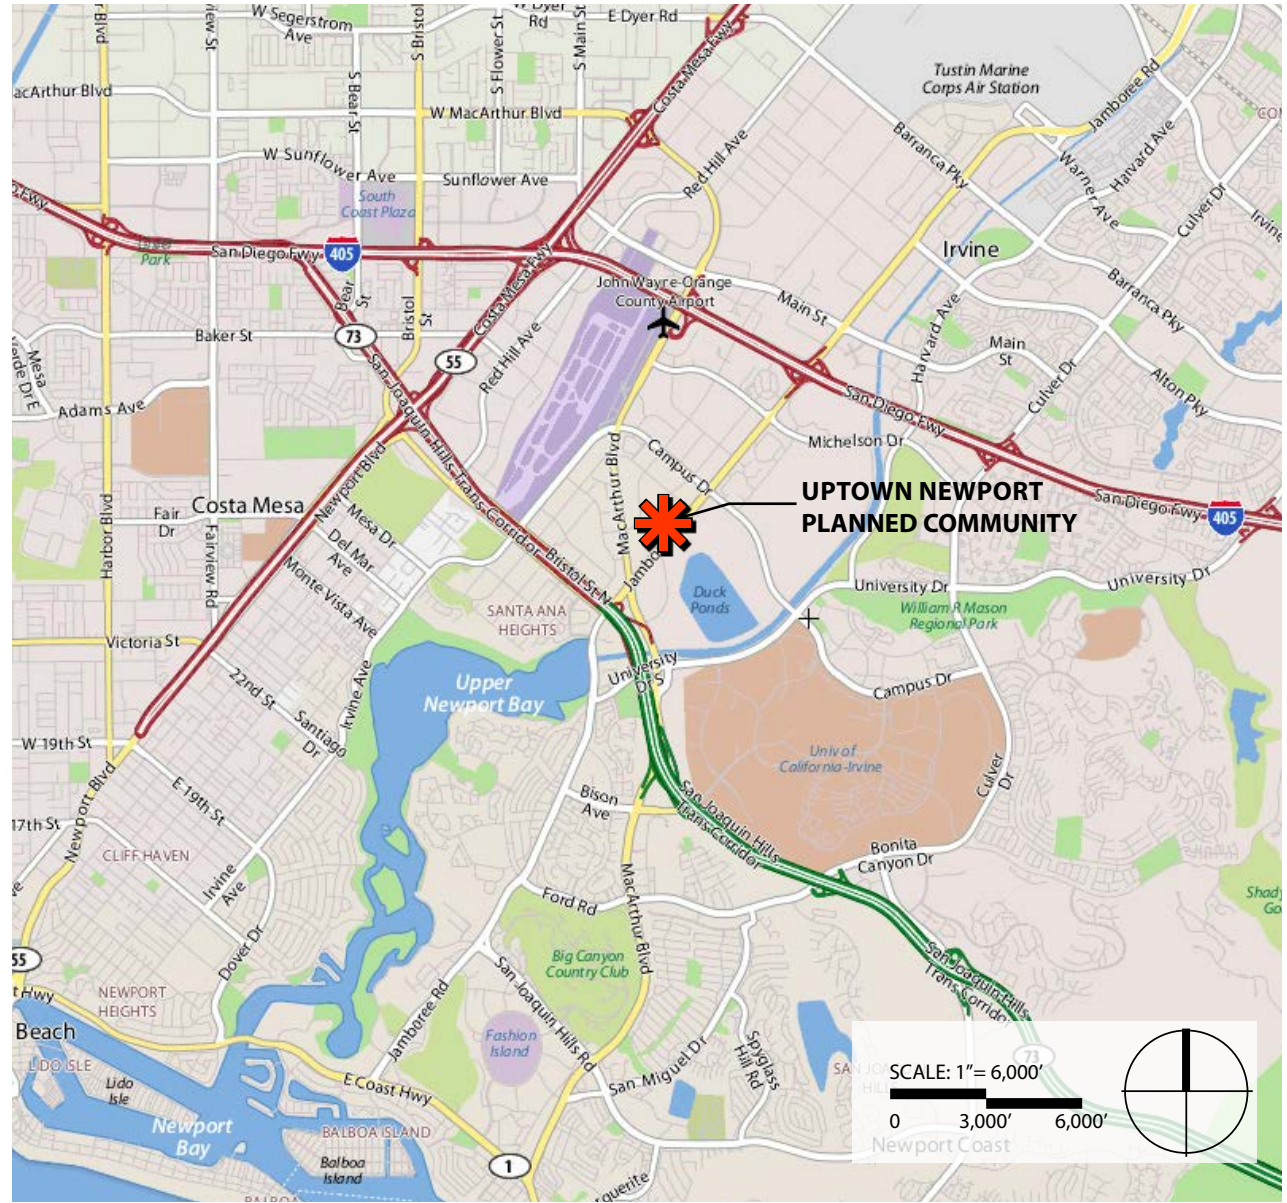 W Segerstrom
Ave
W Dyer
Rd
E Dyer Rd
S Bristol
S Flower St
S Main St
Costa Mesa Fwy
Tustin Marine
Corps Air Station
Jamboree Rd
S Bear St
W MacArthur Blvd
Red Hill Ave
Barranca Pky
Warner Ave
Harvard Ave
Culver Dr
W Sunflower Ave
Sunflower Ave
South
Coast Plaza
San Diego Fwy
405
Irvine
John Wayne-Orange
County Airport
Main St
Barranca Pky
Bear
St
Bristol
St
Costa Mesa Fwy
Baker St
73
55
Red Hill Ave
Harvard Ave
Main
St
Culver Dr
Alton Pky
Mesa
Verde Dr E
Adams Ave
San Joaquin Hills Trans Corridor
San Diego Fwy
Michelson Dr
Campus Dr
MacArthur Blvd
UPTOWN NEWPORT
PLANNED COMMUNITY
San Diego Fwy
405
Costa Mesa
Newport Blvd
Fair
Dr
Fairview Rd
Harbor Blvd
Mesa Dr
Del Mar
Ave
Monte Vista Ave
Bristol St N
Duck
Ponds
University Dr
University Dr
William R Mason
Regional Park
SANTA ANA
HEIGHTS
Victoria St
22nd St
Santiago
Dr
Irvine Ave
Upper
Newport Bay
University
Dr S
Campus Dr
W 19th St
Univ of
California-Irvine
Culver
Dr
Newport Blvd
E 19th St
17th St
CLIFF HAVEN
Irvine
Ave
Bison
Ave
San Joaquin Hills
Trans Corridor
Bonita
Canyon Dr
MacArthur Blvd
Ford Rd
Dover Dr
Big Canyon
Country Club
San Joaquin Hills
Trans Corridor
55
NEWPORT
HEIGHTS
Jamboree Rd
San Joaquin Hills Rd
Fashion
Island
Beach
LIDO ISLE
Lido
Isle
E Coast Hwy
San Miguel Dr
Spyglass
Hill Rd
73
SCALE: 1”= 6,000’
0 3,000’ 6,000’
Newport
Bay
BALBOA ISLAND
Balboa
Island
1
Newport Coast